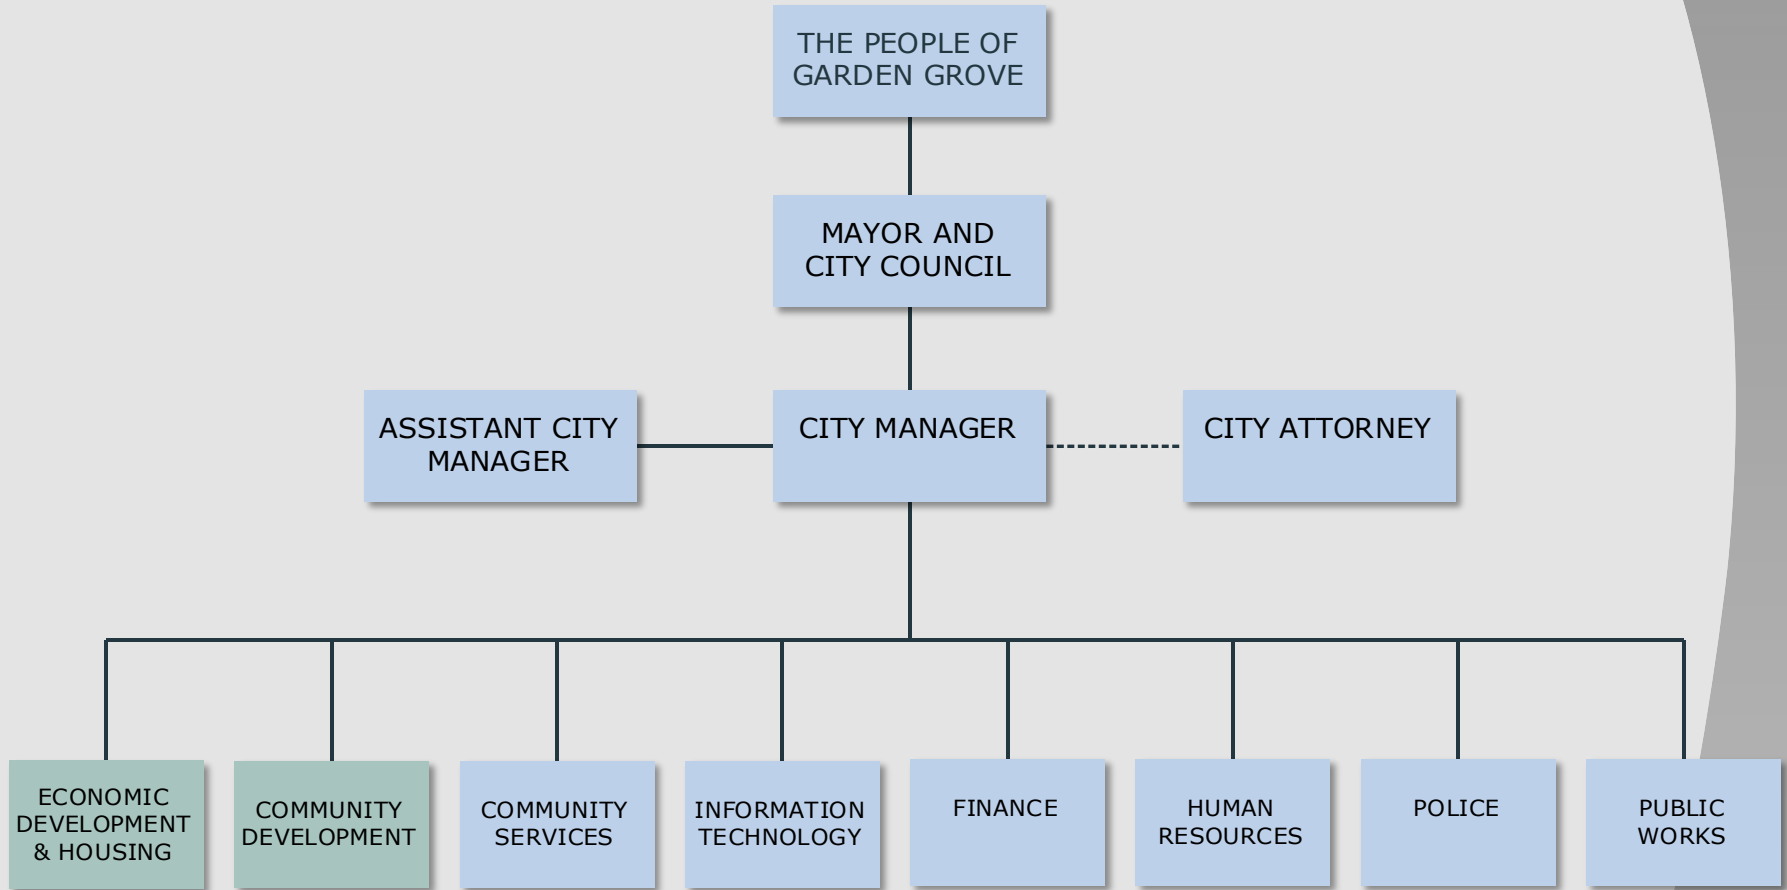 THE PEOPLE OF
GARDEN GROVE
MAYOR AND
CITY COUNCIL
ASSISTANT CITY
MANAGER
CITY MANAGER
CITY ATTORNEY
ECONOMIC
DEVELOPMENT
& HOUSING
COMMUNITY
DEVELOPMENT
COMMUNITY
SERVICES
INFORMATION
TECHNOLOGY
FINANCE
HUMAN
RESOURCES
POLICE
PUBLIC
WORKS